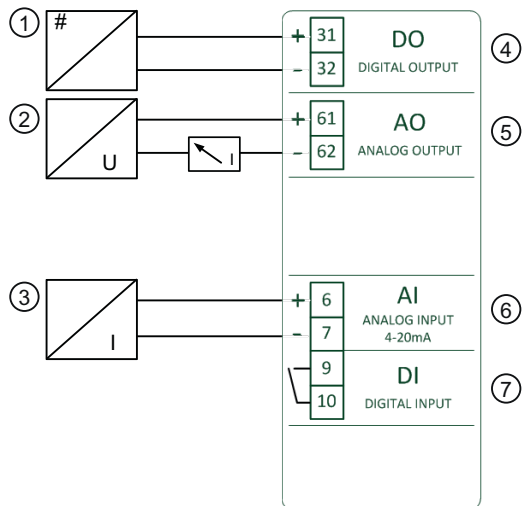 1 # + 31 DO 4
- 32 DIGITAL OUTPUT
2 + 61 AO 5
U I - 62 ANALOG OUTPUT
3 + 6 AI 6
ANALOG INPUT
I - 7 4-20mA
9 DI 7
10 DIGITAL INPUT